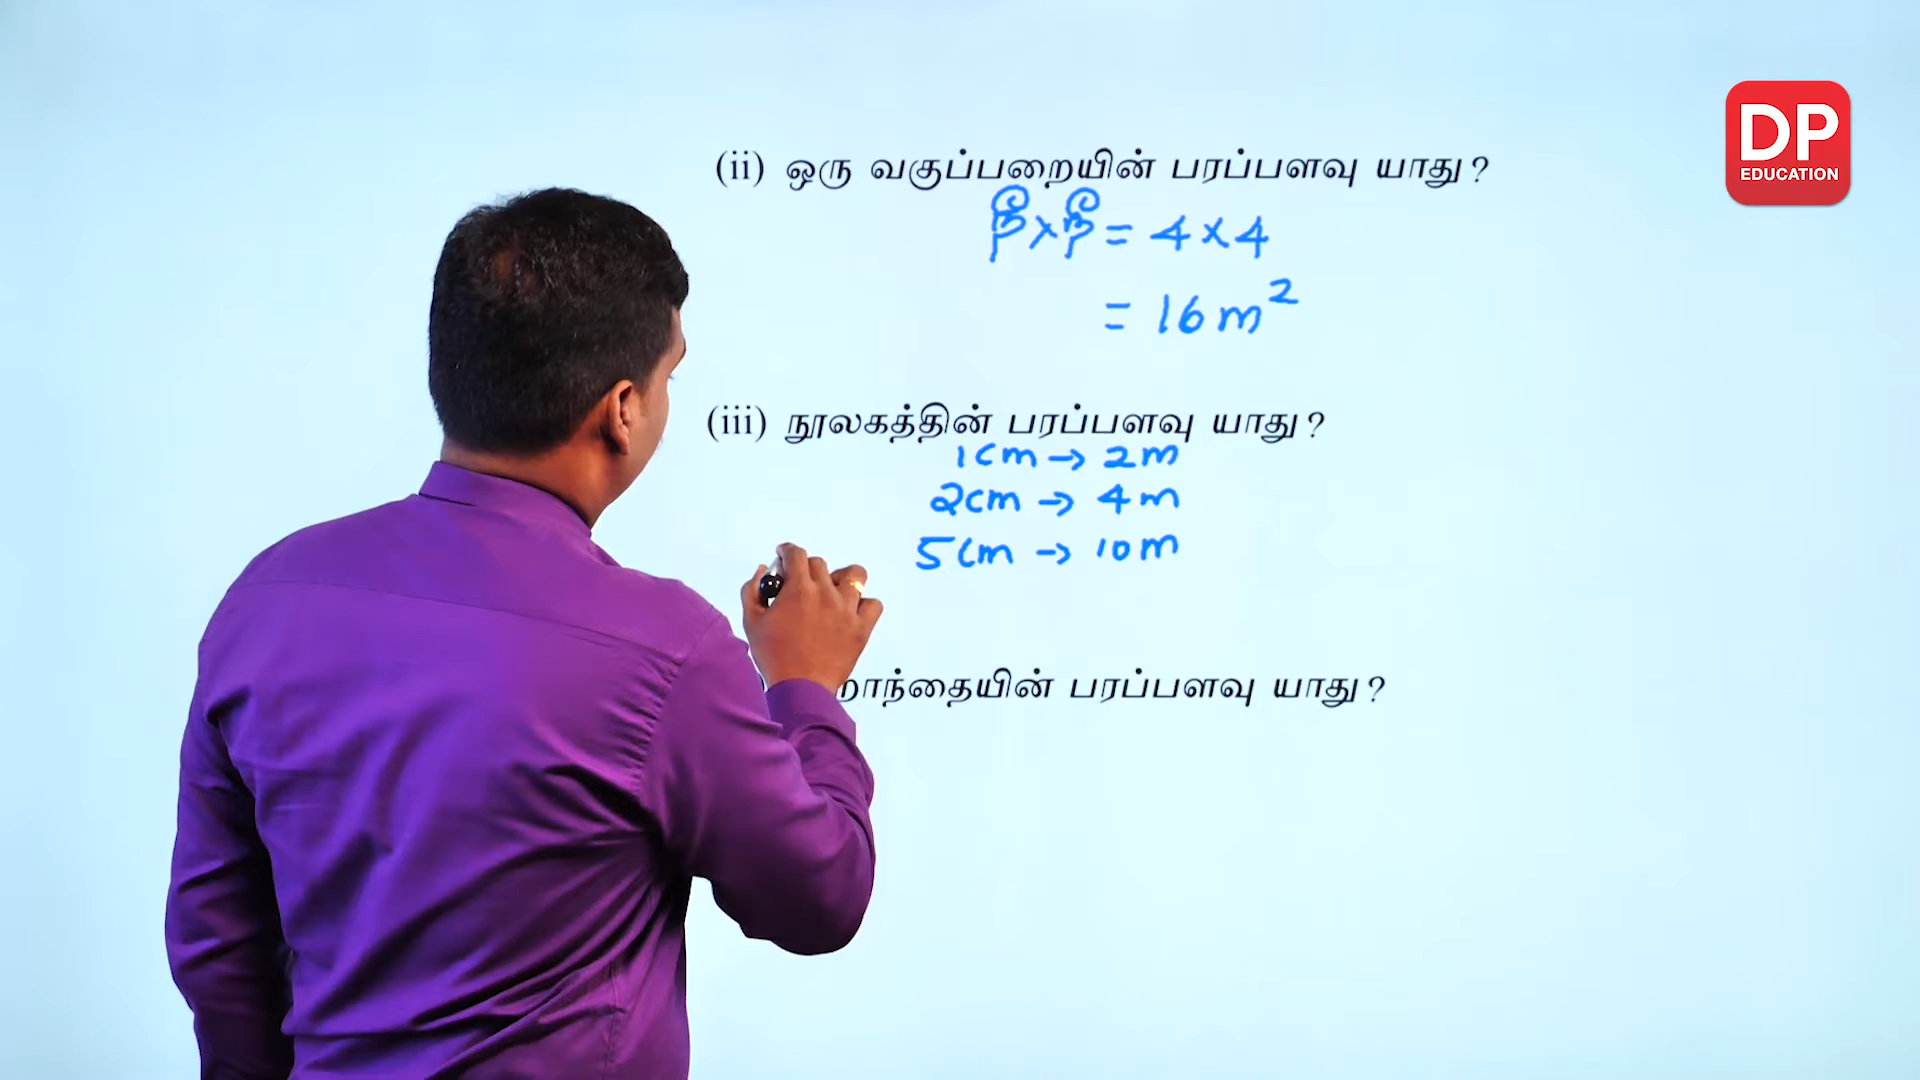 DP
EDUCATION
(ii) ஒரு வகுப்பறையின் பரப்பளவு யாது?
நீ × நீ = 4 × 4
= 16 m²
(iii) நூலகத்தின் பரப்பளவு யாது?
1cm → 2m
2cm → 4m
5cm → 10m
பரப்பளவு யாது?